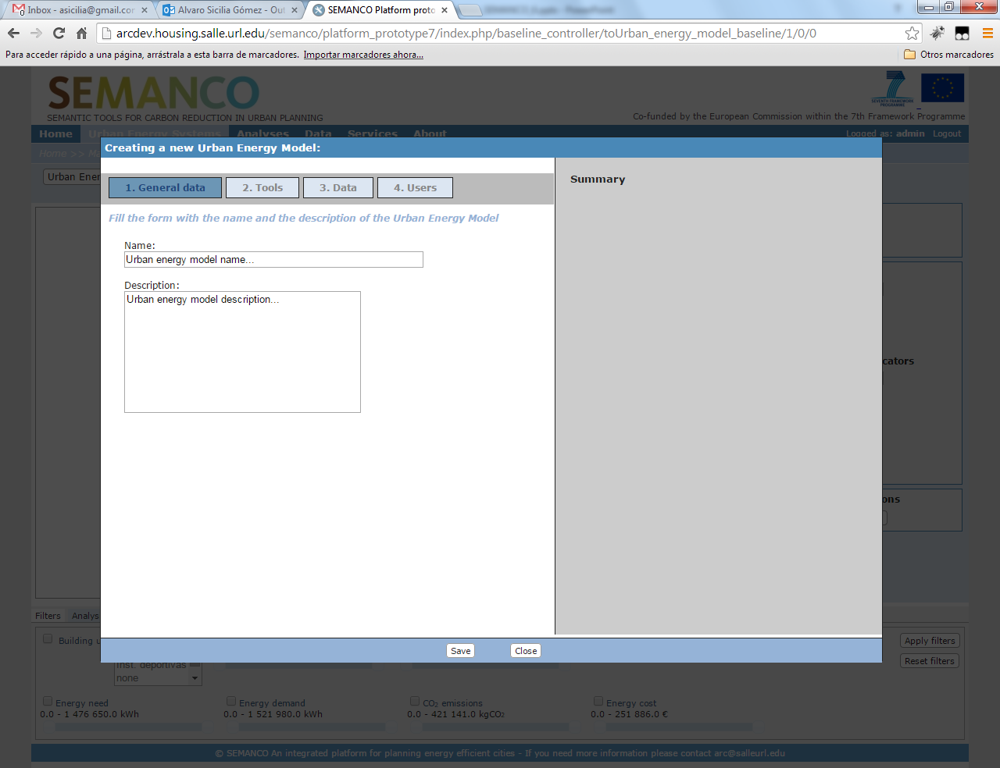 Inbox - asicilia@gmail.con
Alvaro Sicilia Gómez - Out
SEMANCO Platform proto
arcdev.housing.salle.url.edu/semanco/platform_prototype7/index.php/baseline_controller/toUrban_energy_model_baseline/1/0/0
Para acceder rápido a una página, arrástrala a esta barra de marcadores. Importar marcadores ahora...
Otros marcadores
SEMANCO
SEMANTIC TOOLS FOR CARBON REDUCTION IN URBAN PLANNING
SEVENTH FRAMEWORK
PROGRAMME
Co-funded by the European Commission within the 7th Framework Programme
Home Urban Energy Systems Analyses Data Services About
Logged as: admin Logout
Home >>
Urban Ener
Creating a new Urban Energy Model:
1. General data
2. Tools
3. Data
4. Users
Summary
Fill the form with the name and the description of the Urban Energy Model
Name:
Urban energy model name...
Description:
Urban energy model description...
cators
ons
Save
Close
Filters Analys
Building u
Inst. deportivas
none
Apply filters
Reset filters
Energy need
0.0 - 1 476 650.0 kWh
Energy demand
0.0 - 1 521 980.0 kWh
CO₂ emissions
0.0 - 421 141.0 kgCO₂
Energy cost
0.0 - 251 886.0 €
© SEMANCO An integrated platform for planning energy efficient cities - If you need more information please contact arc@salleurl.edu